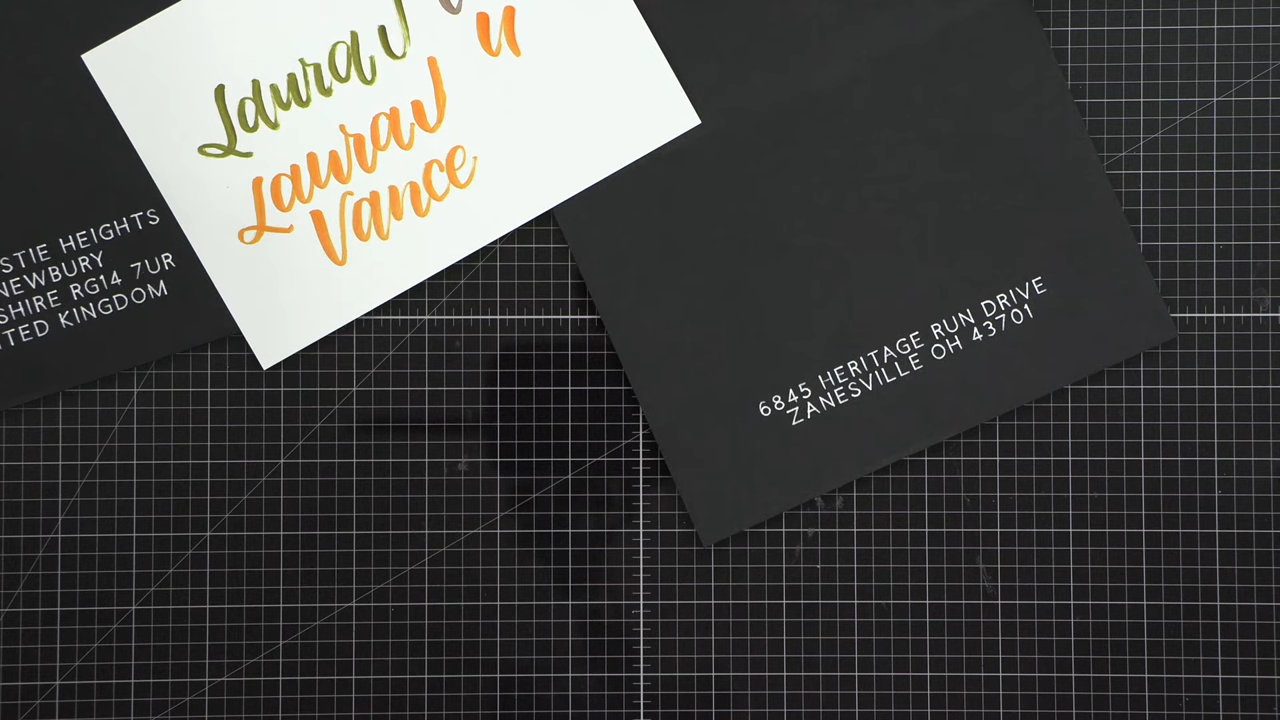 Laura J
u
Laura J
Vance
STIE HEIGHTS
NEWBURY
SHIRE RG14 7UR
TED KINGDOM
6845 HERITAGE RUN DRIVE
ZANESVILLE OH 43701